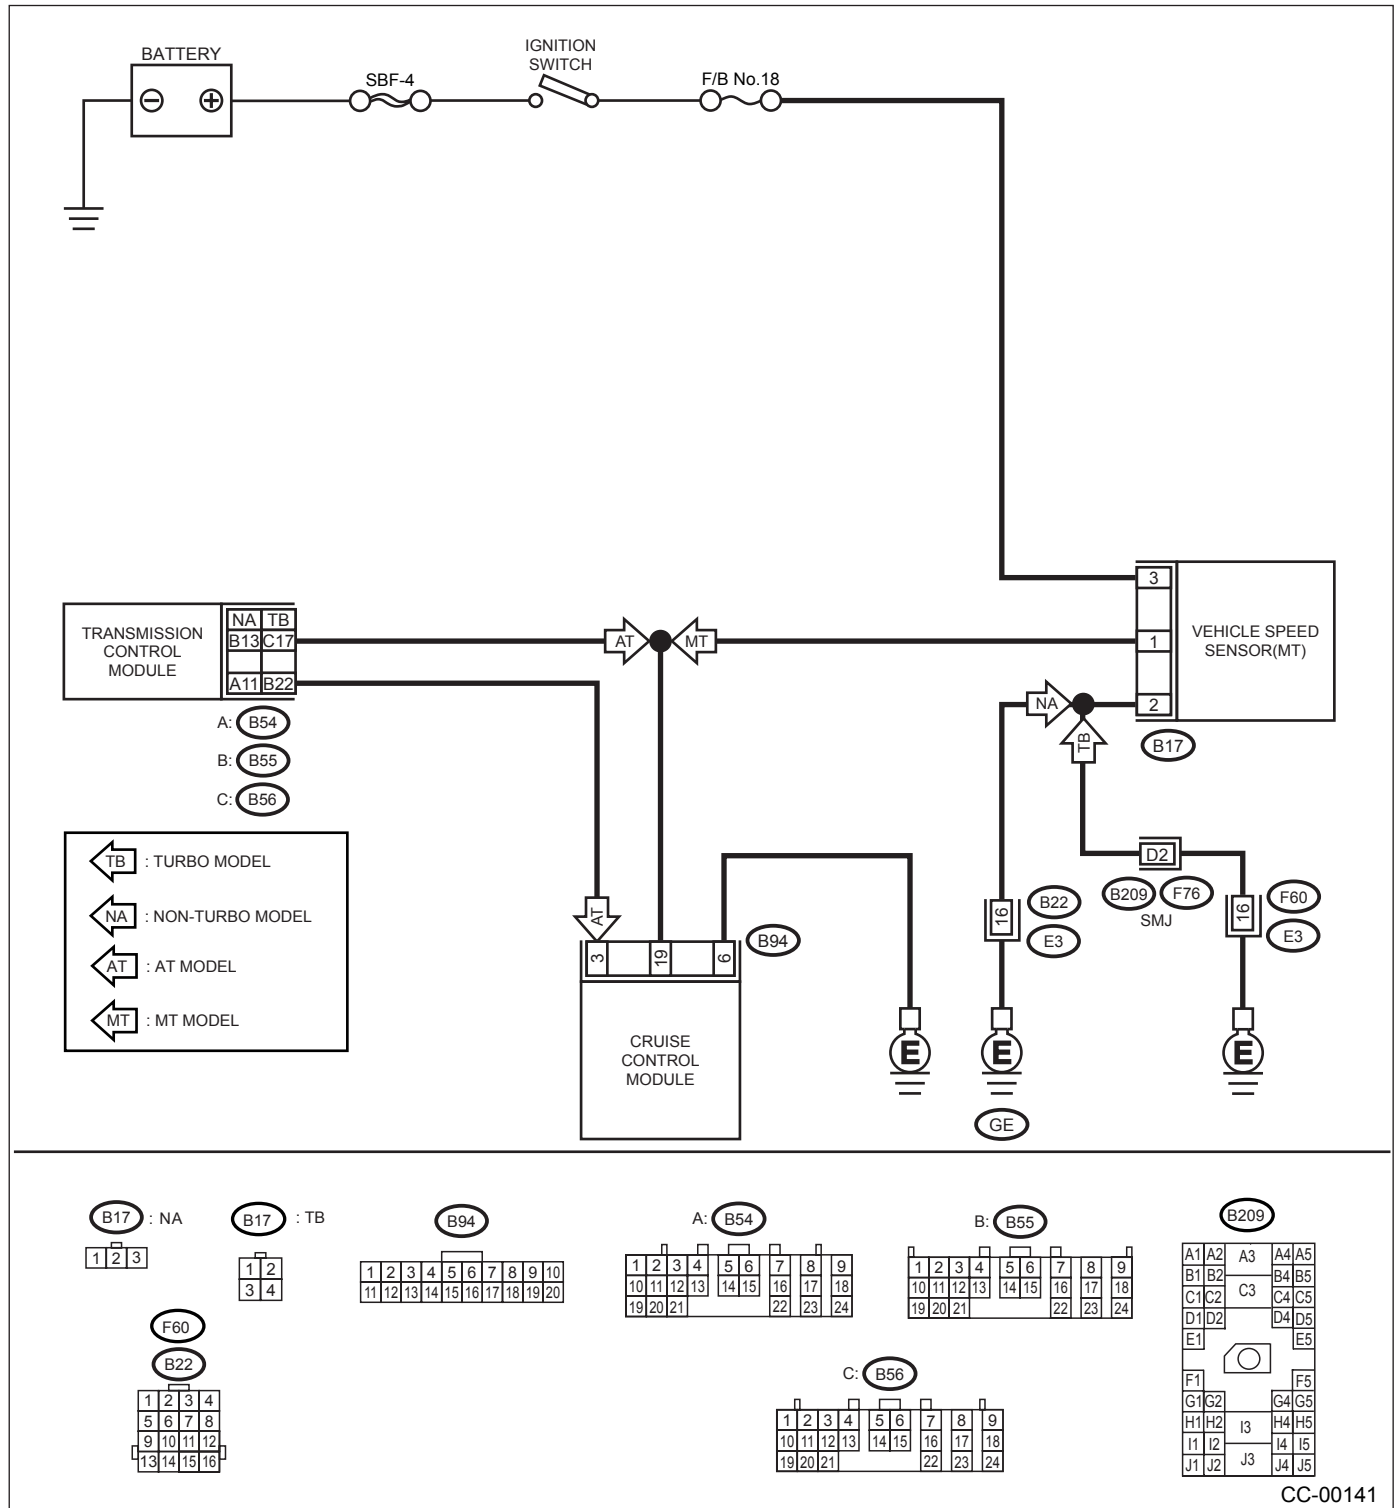 BATTERY
SBF-4
IGNITION
SWITCH
F/B No.18
TRANSMISSION
CONTROL
MODULE
NA TB
B13 C17
A11 B22
A: B54
B: B55
C: B56
AT
MT
3
1
2
VEHICLE SPEED
SENSOR(MT)
B17
NA
TB
D2
B209 F76
SMJ
16
B22
E3
16
F60
E3
TB : TURBO MODEL
NA : NON-TURBO MODEL
AT : AT MODEL
MT : MT MODEL
AT
3 19 6
B94
CRUISE
CONTROL
MODULE
E
E
E
GE
B17 : NA
1 2 3
B17 : TB
1 2
3 4
B94
1 2 3 4 5 6 7 8 9 10
11 12 13 14 15 16 17 18 19 20
A: B54
1 2 3 4 5 6 7 8 9
10 11 12 13 14 15 16 17 18
19 20 21 22 23 24
B: B55
1 2 3 4 5 6 7 8 9
10 11 12 13 14 15 16 17 18
19 20 21 22 23 24
B209
A1 A2 A3 A4 A5
B1 B2 B4 B5
C1 C2 C3 C4 C5
D1 D2 D4 D5
E1 E5
F1 F5
G1 G2 G4 G5
H1 H2 I3 H4 H5
I1 I2 I4 I5
J1 J2 J3 J4 J5
F60
B22
1 2 3 4
5 6 7 8
9 10 11 12
13 14 15 16
C: B56
1 2 3 4 5 6 7 8 9
10 11 12 13 14 15 16 17 18
19 20 21 22 23 24
CC-00141